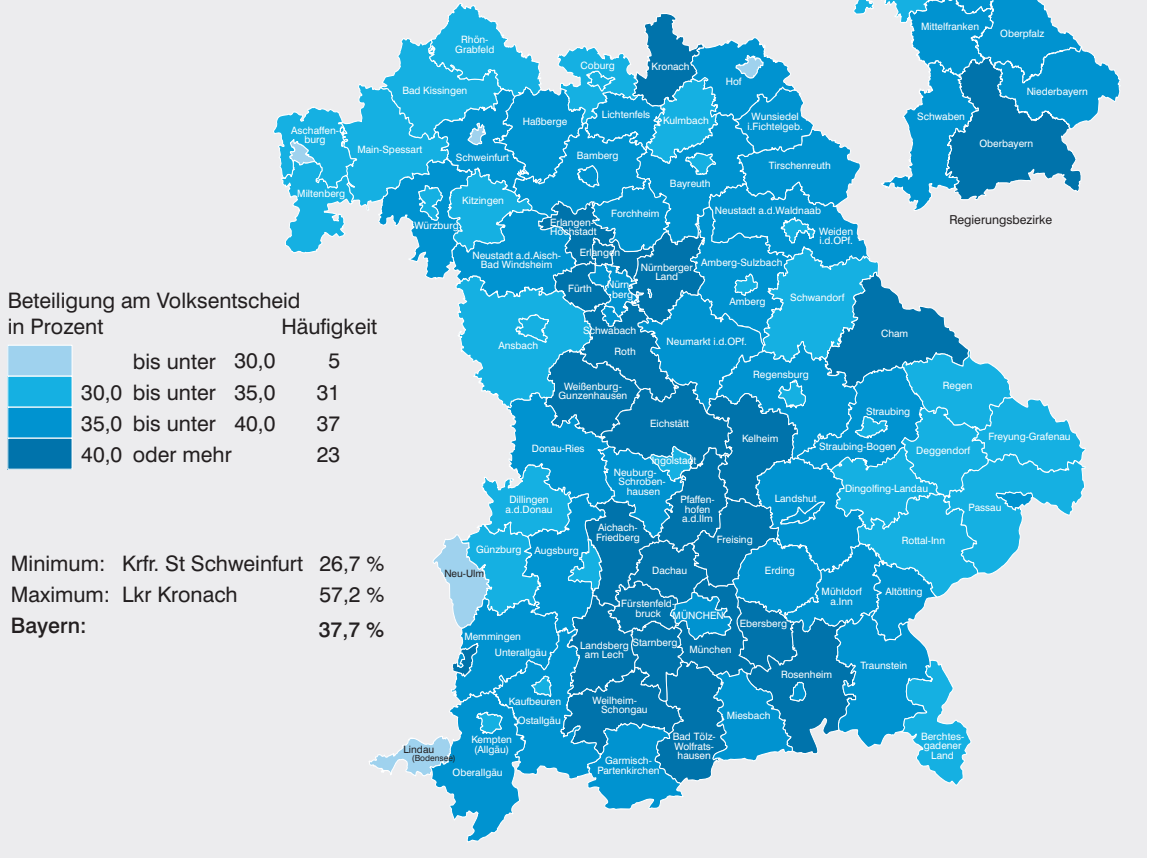 Mittelfranken
Oberpfalz
Niederbayern
Schwaben
Oberbayern
Regierungsbezirke
Rhön-
Grabfeld
Coburg
Kronach
Hof
Bad Kissingen
Lichtenfels
Kulmbach
Wunsiedel
i.Fichtelgeb.
Haßberge
Aschaffen-
burg
Main-Spessart
Schweinfurt
Bamberg
Tirschenreuth
Bayreuth
Miltenberg
Kitzingen
Würzburg
Forchheim
Neustadt a.d.Waldnaab
Erlangen-
Höchstadt
Weiden
i.d.OPf.
Neustadt a.d.Aisch-
Bad Windsheim
Erlangen
Nürnberger
Land
Amberg-Sulzbach
Fürth
Nürn-
berg
Amberg
Schwandorf
Schwabach
Ansbach
Roth
Neumarkt i.d.OPf.
Cham
Weißenburg-
Gunzenhausen
Regensburg
Regen
Straubing
Eichstätt
Kelheim
Straubing-Bogen
Freyung-Grafenau
Deggendorf
Donau-Ries
Ingolstadt
Neuburg-
Schroben-
hausen
Dingolfing-Landau
Dillingen
a.d.Donau
Pfaffen-
hofen
a.d.Ilm
Landshut
Passau
Aichach-
Friedberg
Freising
Rottal-Inn
Günzburg
Augsburg
Neu-Ulm
Dachau
Erding
Mühldorf
a.Inn
Altötting
Fürstenfeld
bruck
MÜNCHEN
Ebersberg
Memmingen
Unterallgäu
Landsberg
am Lech
Starnberg
München
Traunstein
Rosenheim
Kaufbeuren
Weilheim-
Schongau
Ostallgäu
Miesbach
Kempten
(Allgäu)
Bad Tölz-
Wolfrats-
hausen
Berchtes-
gadener
Land
Lindau
(Bodensee)
Oberallgäu
Garmisch-
Partenkirchen
Beteiligung am Volksentscheid
in Prozent Häufigkeit
bis unter 30,0 5
30,0 bis unter 35,0 31
35,0 bis unter 40,0 37
40,0 oder mehr 23
Minimum: Krfr. St Schweinfurt 26,7 %
Maximum: Lkr Kronach 57,2 %
Bayern: 37,7 %